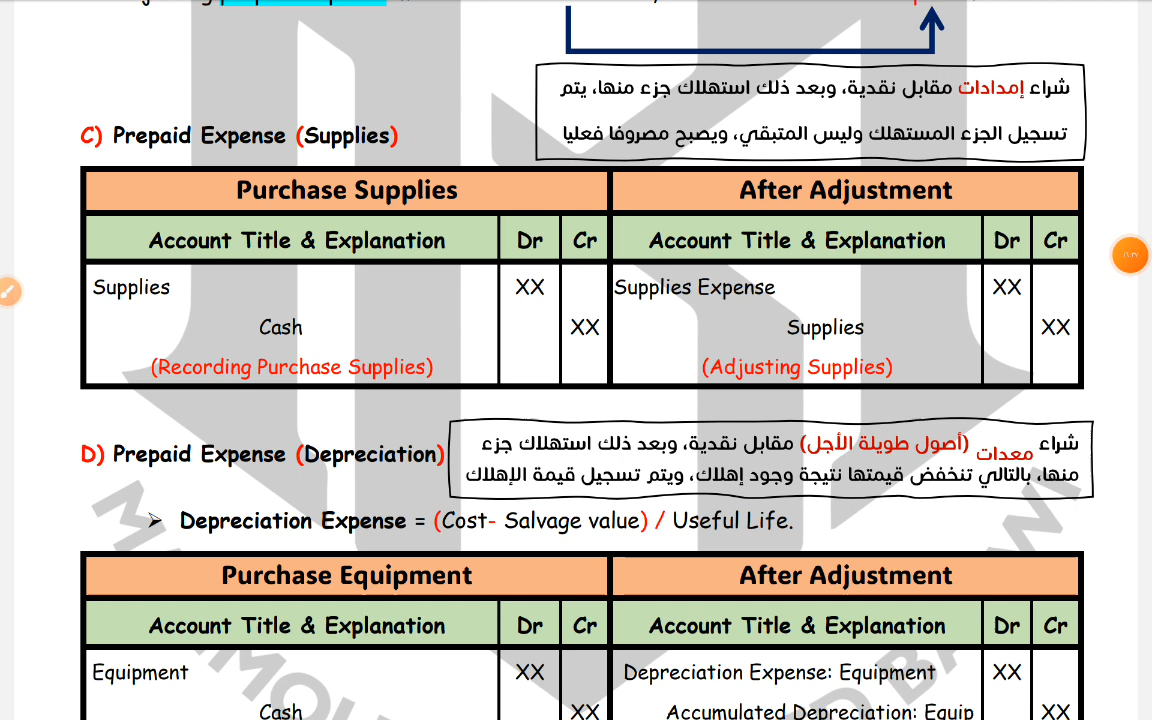 شراء إمدادات مقابل نقدية، وبعد ذلك استهلاك جزء منها، يتم
تسجيل الجزء المستهلك وليس المتبقي، ويصبح مصروفا فعليا
C) Prepaid Expense (Supplies)
Purchase Supplies After Adjustment
Account Title & Explanation Dr Cr Account Title & Explanation Dr Cr
Supplies XX Supplies Expense XX
Cash XX Supplies XX
(Recording Purchase Supplies) (Adjusting Supplies)
D) Prepaid Expense (Depreciation)
شراء معدات (أصول طويلة الأجل) مقابل نقدية، وبعد ذلك استهلاك جزء
منها، بالتالي تنخفض قيمتها نتيجة وجود إهلاك، ويتم تسجيل قيمة الإهلاك
➢ Depreciation Expense = (Cost- Salvage value) / Useful Life.
Purchase Equipment After Adjustment
Account Title & Explanation Dr Cr Account Title & Explanation Dr Cr
Equipment XX Depreciation Expense: Equipment XX
Cash XX Accumulated Depreciation: Equip XX